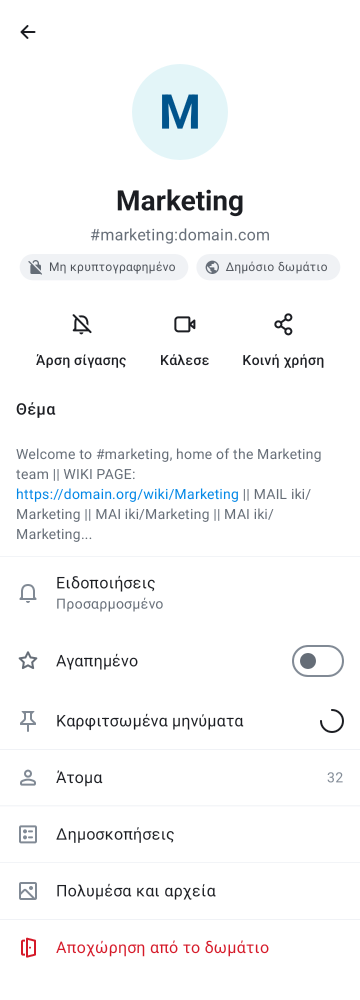 M
Marketing
#marketing:domain.com
Μη κρυπτογραφημένο
Δημόσιο δωμάτιο
Άρση σίγασης
Κάλεσε
Κοινή χρήση
Θέμα
Welcome to #marketing, home of the Marketing
team || WIKI PAGE:
https://domain.org/wiki/Marketing || MAIL iki/
Marketing || MAI iki/Marketing || MAI iki/
Marketing...
Ειδοποιήσεις
Προσαρμοσμένο
Αγαπημένο
Καρφιτσωμένα μηνύματα
Άτομα
32
Δημοσκοπήσεις
Πολυμέσα και αρχεία
Αποχώρηση από το δωμάτιο